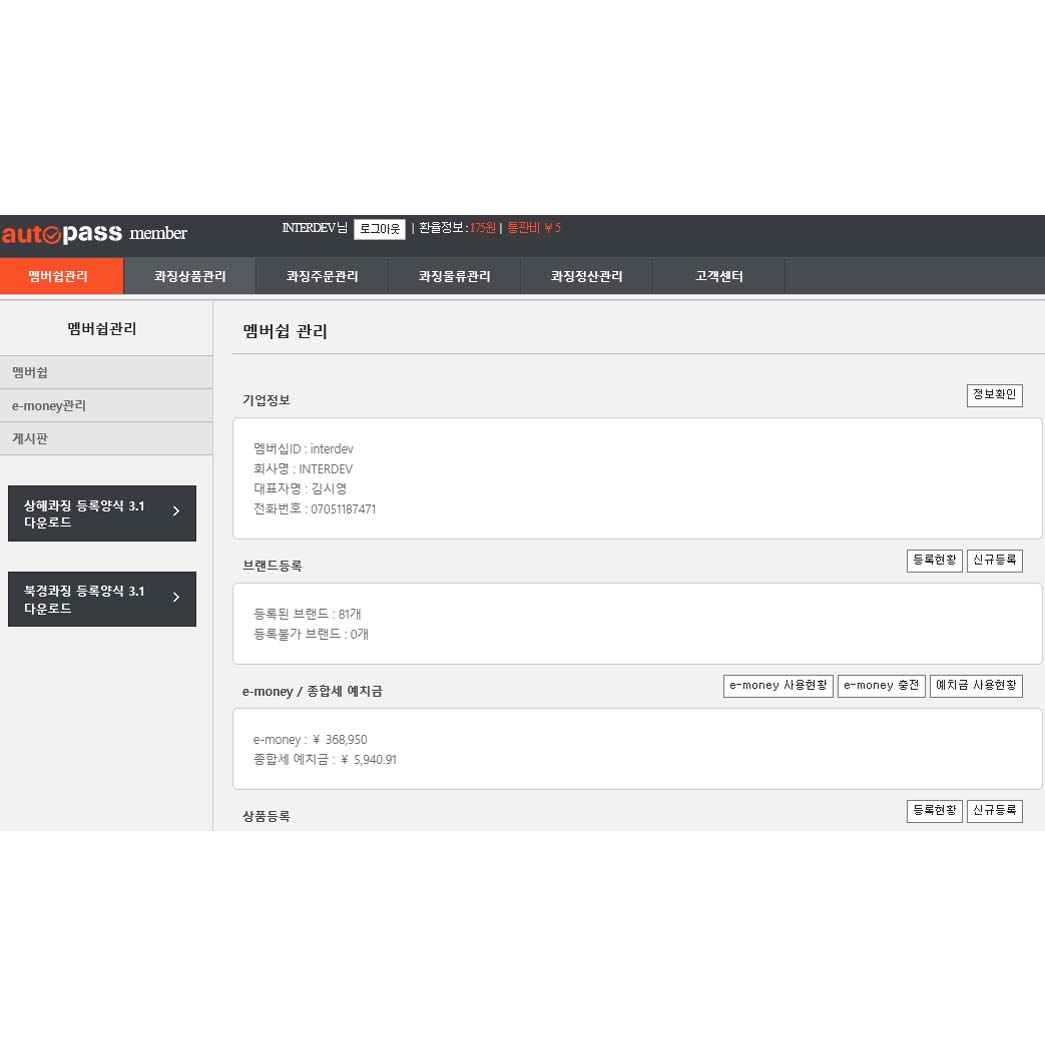 autopass member
INTERDEV님 로그아웃 | 환율정보 : 175원 | 통관비 ￥ 5
멤버쉽관리 콰징상품관리 콰징주문관리 콰징물류관리 콰징정산관리 고객센터
멤버쉽관리
멤버쉽
e-money관리
게시판
상해콰징 등록양식 3.1
다운로드
북경콰징 등록양식 3.1
다운로드
멤버쉽 관리
기업정보 정보확인
멤버십ID : interdev
회사명 : INTERDEV
대표자명 : 김시영
전화번호 : 07051187471
브랜드등록 등록현황 신규등록
등록된 브랜드 : 81개
등록불가 브랜드 : 0개
e-money / 종합세 예치금 e-money 사용현황 e-money 충전 예치금 사용현황
e-money : ￥ 368,950
종합세 예치금 : ￥ 5,940.91
상품등록 등록현황 신규등록